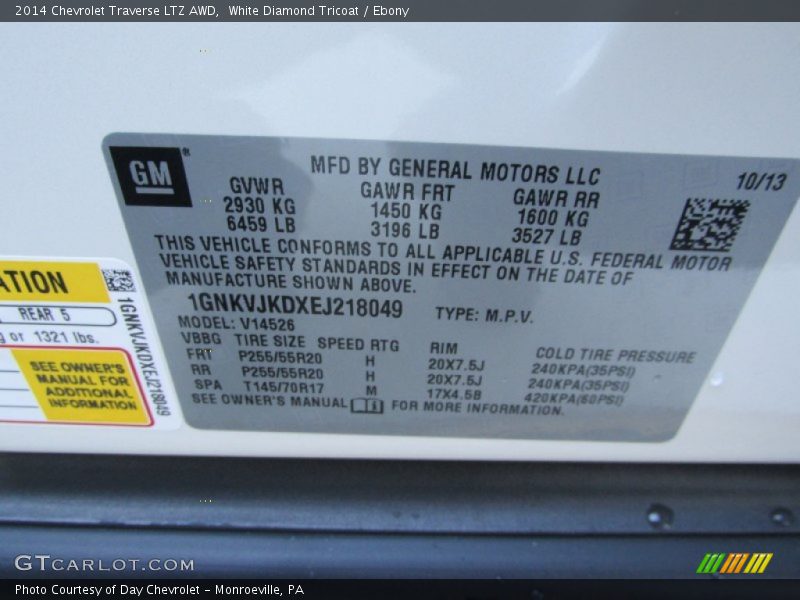 2014 Chevrolet Traverse LTZ AWD,  White Diamond Tricoat / Ebony
GM®
MFD BY GENERAL MOTORS LLC
10/13
GVWR GAWR FRT GAWR RR
2930 KG 1450 KG 1600 KG
6459 LB 3196 LB 3527 LB
THIS VEHICLE CONFORMS TO ALL APPLICABLE U.S. FEDERAL MOTOR
VEHICLE SAFETY STANDARDS IN EFFECT ON THE DATE OF
MANUFACTURE SHOWN ABOVE.
1GNKVJKDXEJ218049 TYPE: M.P.V.
MODEL: V14526
VBBG TIRE SIZE SPEED RTG RIM COLD TIRE PRESSURE
FRT P255/55R20 H 20X7.5J 240KPA(35PSI)
RR P255/55R20 H 20X7.5J 240KPA(35PSI)
SPA T145/70R17 M 17X4.5B 420KPA(60PSI)
SEE OWNER'S MANUAL FOR MORE INFORMATION.
ATION
REAR 5
g or 1321 lbs.
SEE OWNER'S
MANUAL FOR
ADDITIONAL
INFORMATION
1GNKVJKDXEJ218049
GTCARLOT.COM
Photo Courtesy of Day Chevrolet – Monroeville, PA